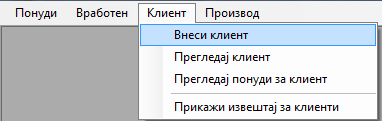 Понуди Вработен Клиент Производ
Внеси клиент
Прегледај клиент
Прегледај понуди за клиент
Прикажи извештај за клиенти